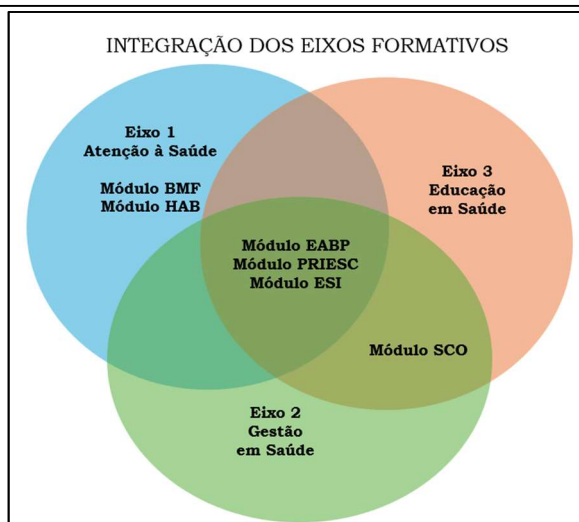 INTEGRAÇÃO DOS EIXOS FORMATIVOS
Eixo 1
Atenção à Saúde
Módulo BMF
Módulo HAB
Eixo 3
Educação
em Saúde
Módulo EABP
Módulo PRIESC
Módulo ESI
Módulo SCO
Eixo 2
Gestão
em Saúde